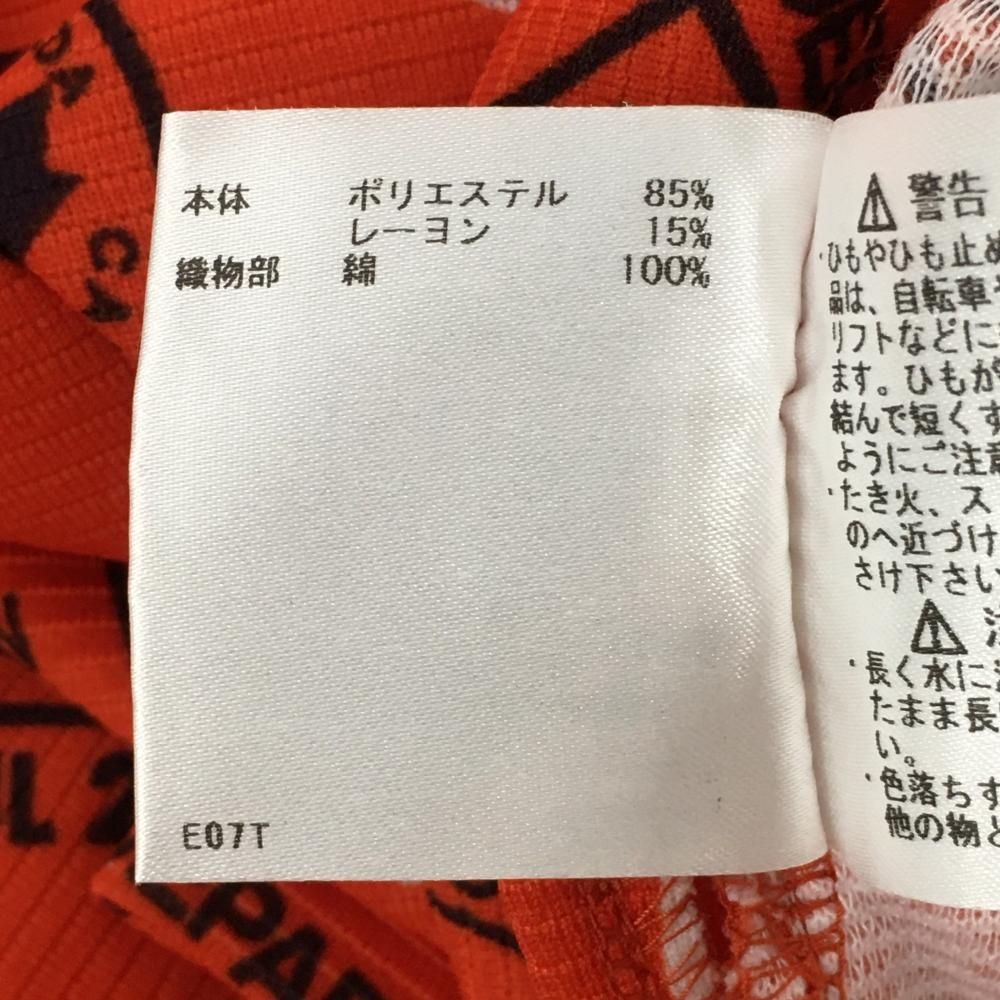 本体 ポリエステル 85%
レーヨン 15%
織物部 綿 100%
E07T
⚠ 警告
・ひもやひも止め
品は、自転車
リフトなどに
ます。ひもが
結んで短くす
ようにご注意
・たき火、ス
のへ近づけ
さけ下さい
⚠
・長く水に
たまま長
い。
・色落ちす
他の物と
DA
CA
EPAR